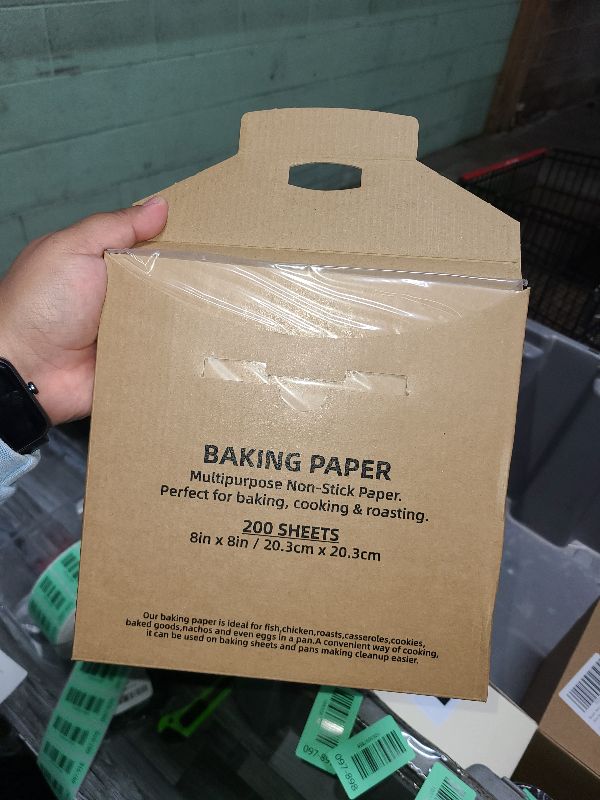 BAKING PAPER
Multipurpose Non-Stick Paper.
Perfect for baking, cooking & roasting.
200 SHEETS
8in x 8in / 20.3cm x 20.3cm
Our baking paper is ideal for fish,chicken,roasts,casseroles,cookies,
baked goods,nachos and even eggs in a pan.A convenient way of cooking,
it can be used on baking sheets and pans making cleanup easier.
097-898